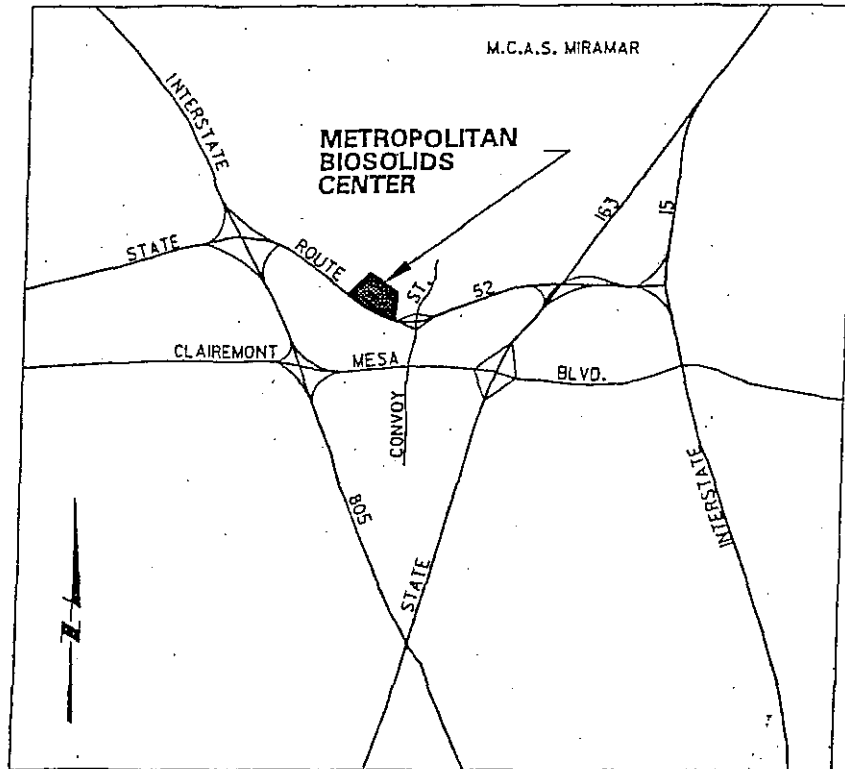 M.C.A.S. MIRAMAR
INTERSTATE
METROPOLITAN
BIOSOLIDS
CENTER
163
15
STATE
ROUTE
ST.
52
CLAIREMONT
MESA
BLVD.
CONVOY
805
STATE
INTERSTATE
N